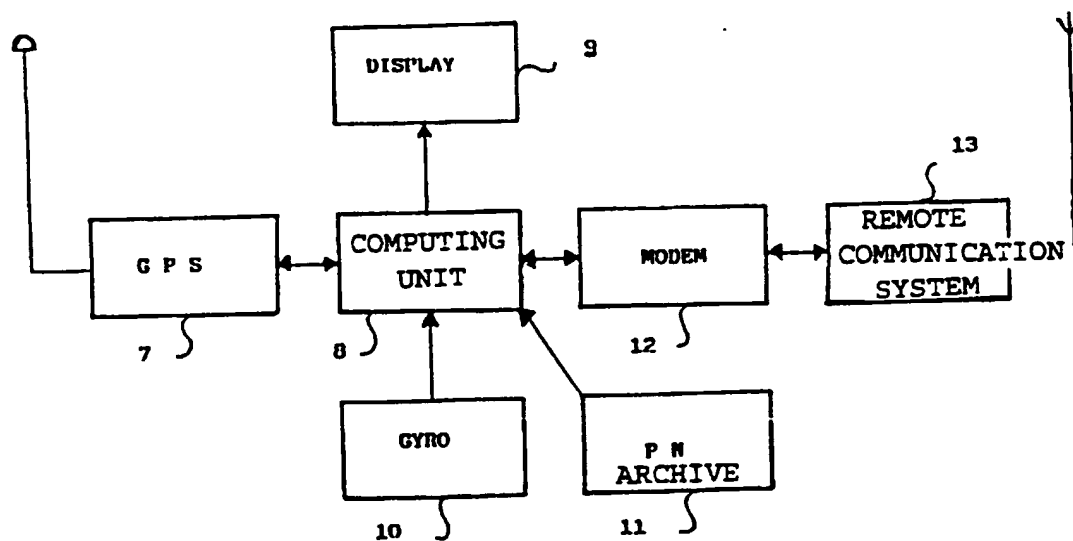 DISPLAY
9
13
G P S
COMPUTING
UNIT
MODEM
REMOTE
COMMUNICATION
SYSTEM
7
8
12
GYRO
P N
ARCHIVE
10
11